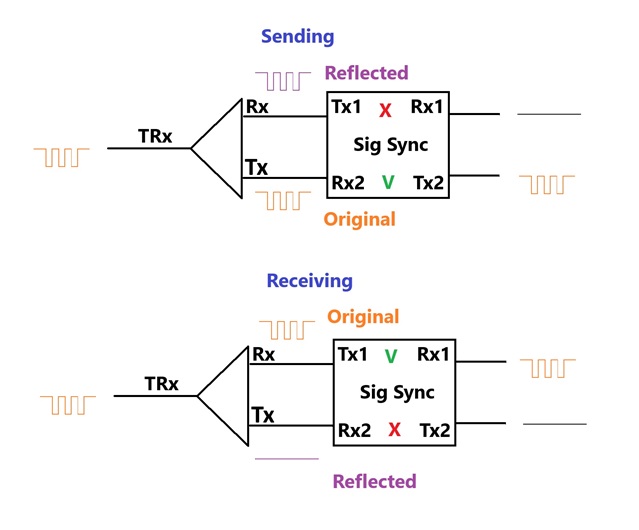 Sending
Reflected
Rx
Tx1 X Rx1
TRx
Sig Sync
Tx
Rx2 V Tx2
Original
Receiving
Original
Rx
Tx1 V Rx1
TRx
Sig Sync
Tx
Rx2 X Tx2
Reflected